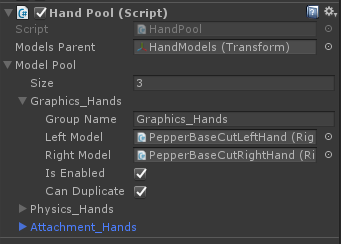 Hand Pool (Script)
Script HandPool
Models Parent HandModels (Transform)
Model Pool
Size 3
Graphics_Hands
Group Name Graphics_Hands
Left Model PepperBaseCutLeftHand (Rig
Right Model PepperBaseCutRightHand (Ri
Is Enabled
Can Duplicate
Physics_Hands
Attachment_Hands